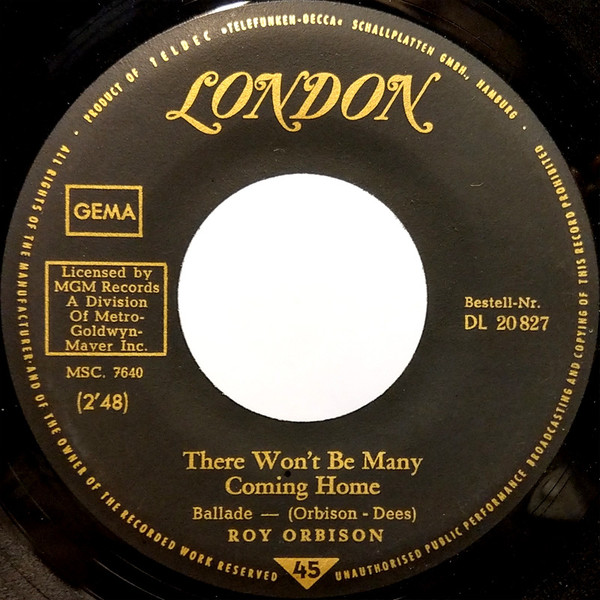 ALL RIGHTS OF THE MANUFACTURER·AND OF THE OWNER OF THE RECORDED WORK RESERVED
· PRODUCT OF TELDEC »TELEFUNKEN-DECCA« SCHALLPLATTEN GMBH., HAMBURG ·
UNAUTHORISED PUBLIC PERFORMANCE BROADCASTING AND COPYING OF THIS RECORD PROHIBITED
LONDON
GEMA
Licensed by
MGM Records
A Division
Of Metro-
Goldwyn-
Maver Inc.
MSC. 7640
(2'48)
Bestell-Nr.
DL 20 827
There Won't Be Many
Coming Home
Ballade — (Orbison - Dees)
ROY ORBISON
45